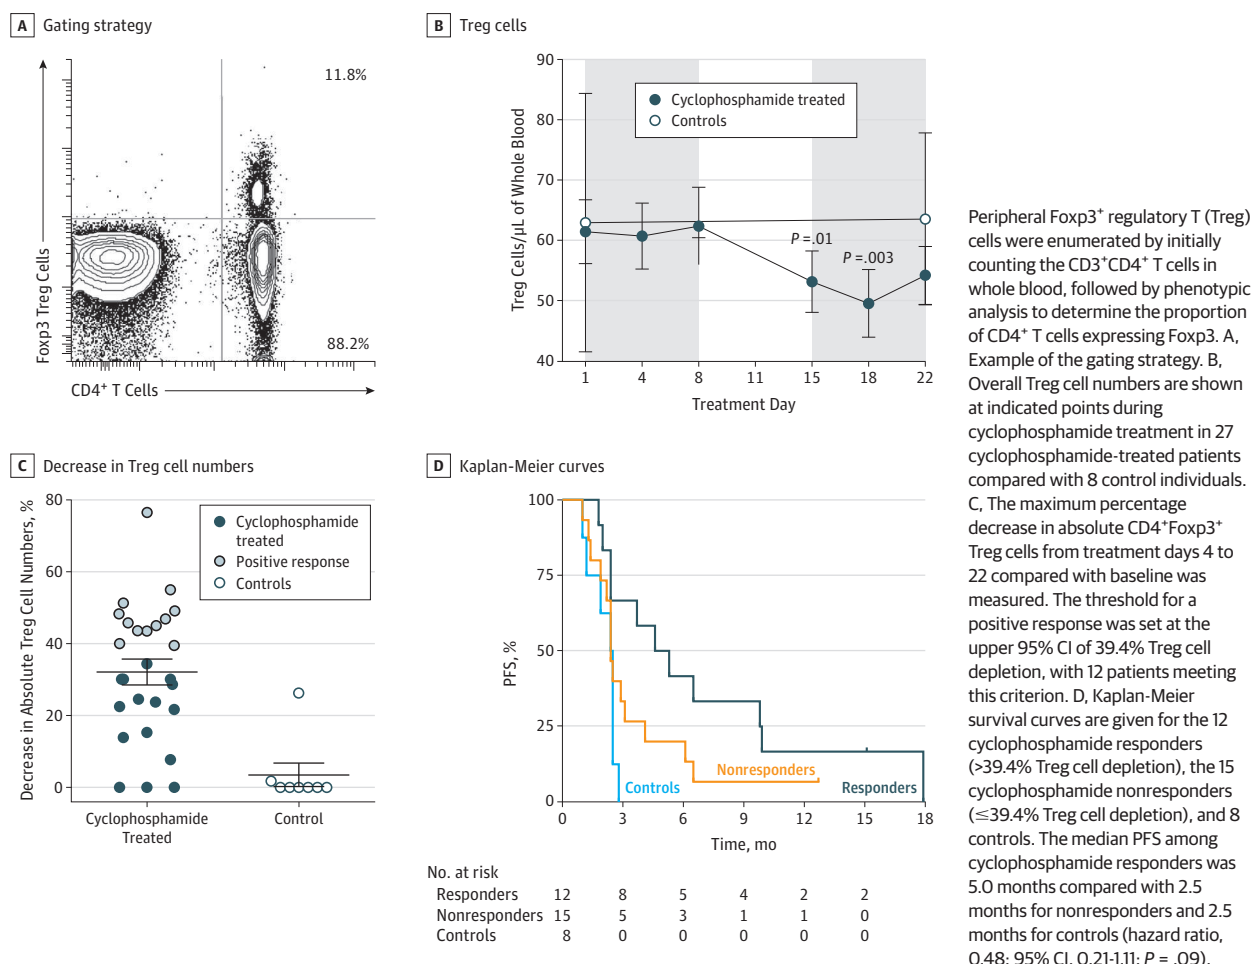 A Gating strategy
11.8%
88.2%
Foxp3 Treg Cells
CD4+ T Cells
B Treg cells
Cyclophosphamide treated
Controls
P =.01
P =.003
Treg Cells/μL of Whole Blood
90
80
70
60
50
40
1 4 8 11 15 18 22
Treatment Day
C Decrease in Treg cell numbers
Cyclophosphamide
treated
Positive response
Controls
Decrease in Absolute Treg Cell Numbers, %
80
60
40
20
0
Cyclophosphamide
Treated
Control
D Kaplan-Meier curves
PFS, %
100
75
50
25
0
Controls
Nonresponders
Responders
0 3 6 9 12 15 18
Time, mo
No. at risk
Responders 12 8 5 4 2 2
Nonresponders 15 5 3 1 1 0
Controls 8 0 0 0 0 0
Peripheral Foxp3+ regulatory T (Treg)
cells were enumerated by initially
counting the CD3+CD4+ T cells in
whole blood, followed by phenotypic
analysis to determine the proportion
of CD4+ T cells expressing Foxp3. A,
Example of the gating strategy. B,
Overall Treg cell numbers are shown
at indicated points during
cyclophosphamide treatment in 27
cyclophosphamide-treated patients
compared with 8 control individuals.
C, The maximum percentage
decrease in absolute CD4+Foxp3+
Treg cells from treatment days 4 to
22 compared with baseline was
measured. The threshold for a
positive response was set at the
upper 95% CI of 39.4% Treg cell
depletion, with 12 patients meeting
this criterion. D, Kaplan-Meier
survival curves are given for the 12
cyclophosphamide responders
(>39.4% Treg cell depletion), the 15
cyclophosphamide nonresponders
(≤39.4% Treg cell depletion), and 8
controls. The median PFS among
cyclophosphamide responders was
5.0 months compared with 2.5
months for nonresponders and 2.5
months for controls (hazard ratio,
0.48; 95% CI, 0.21-1.11; P = .09).